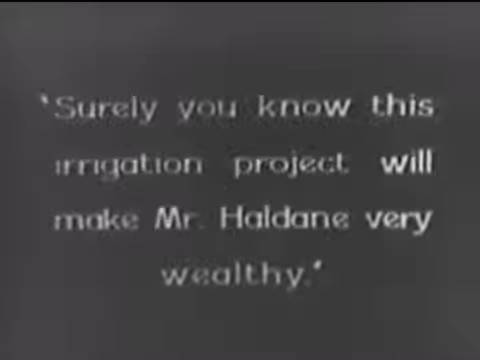 'Surely you know this
irrigation project will
make Mr. Haldane very
wealthy.'